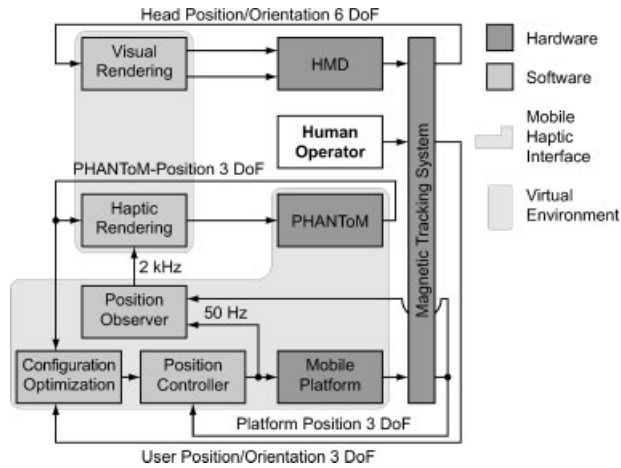 Head Position/Orientation 6 DoF
Visual
Rendering
HMD
Hardware
Software
Human
Operator
Mobile
Haptic
Interface
PHANToM-Position 3 DoF
Haptic
Rendering
PHANToM
Magnetic Tracking System
Virtual
Environment
2 kHz
Position
Observer
50 Hz
Configuration
Optimization
Position
Controller
Mobile
Platform
Platform Position 3 DoF
User Position/Orientation 3 DoF